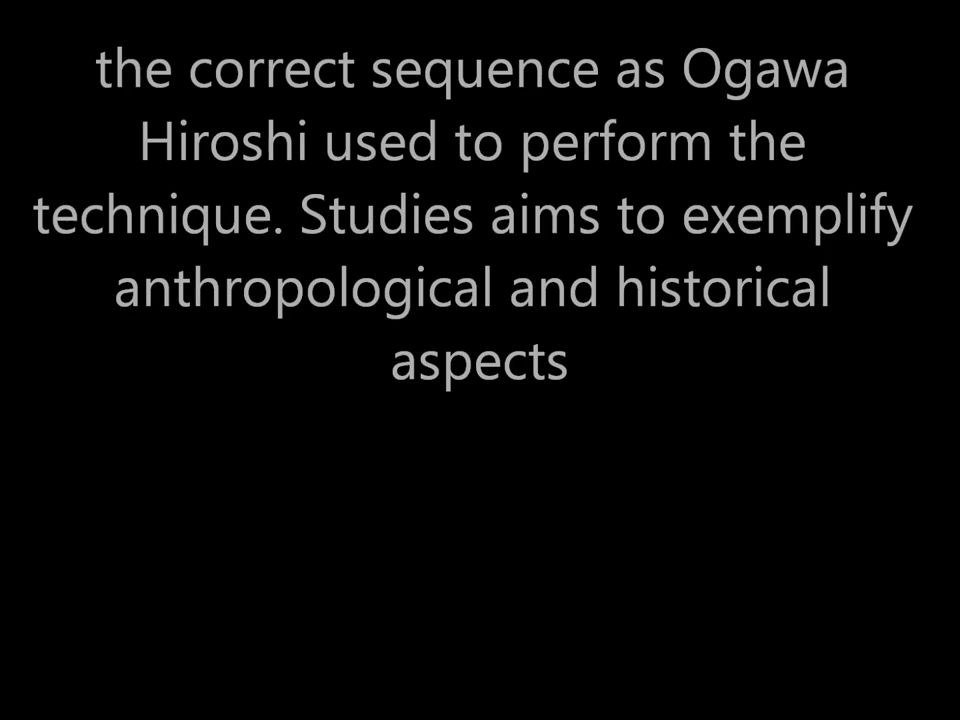 the correct sequence as Ogawa
Hiroshi used to perform the
technique. Studies aims to exemplify
anthropological and historical
aspects